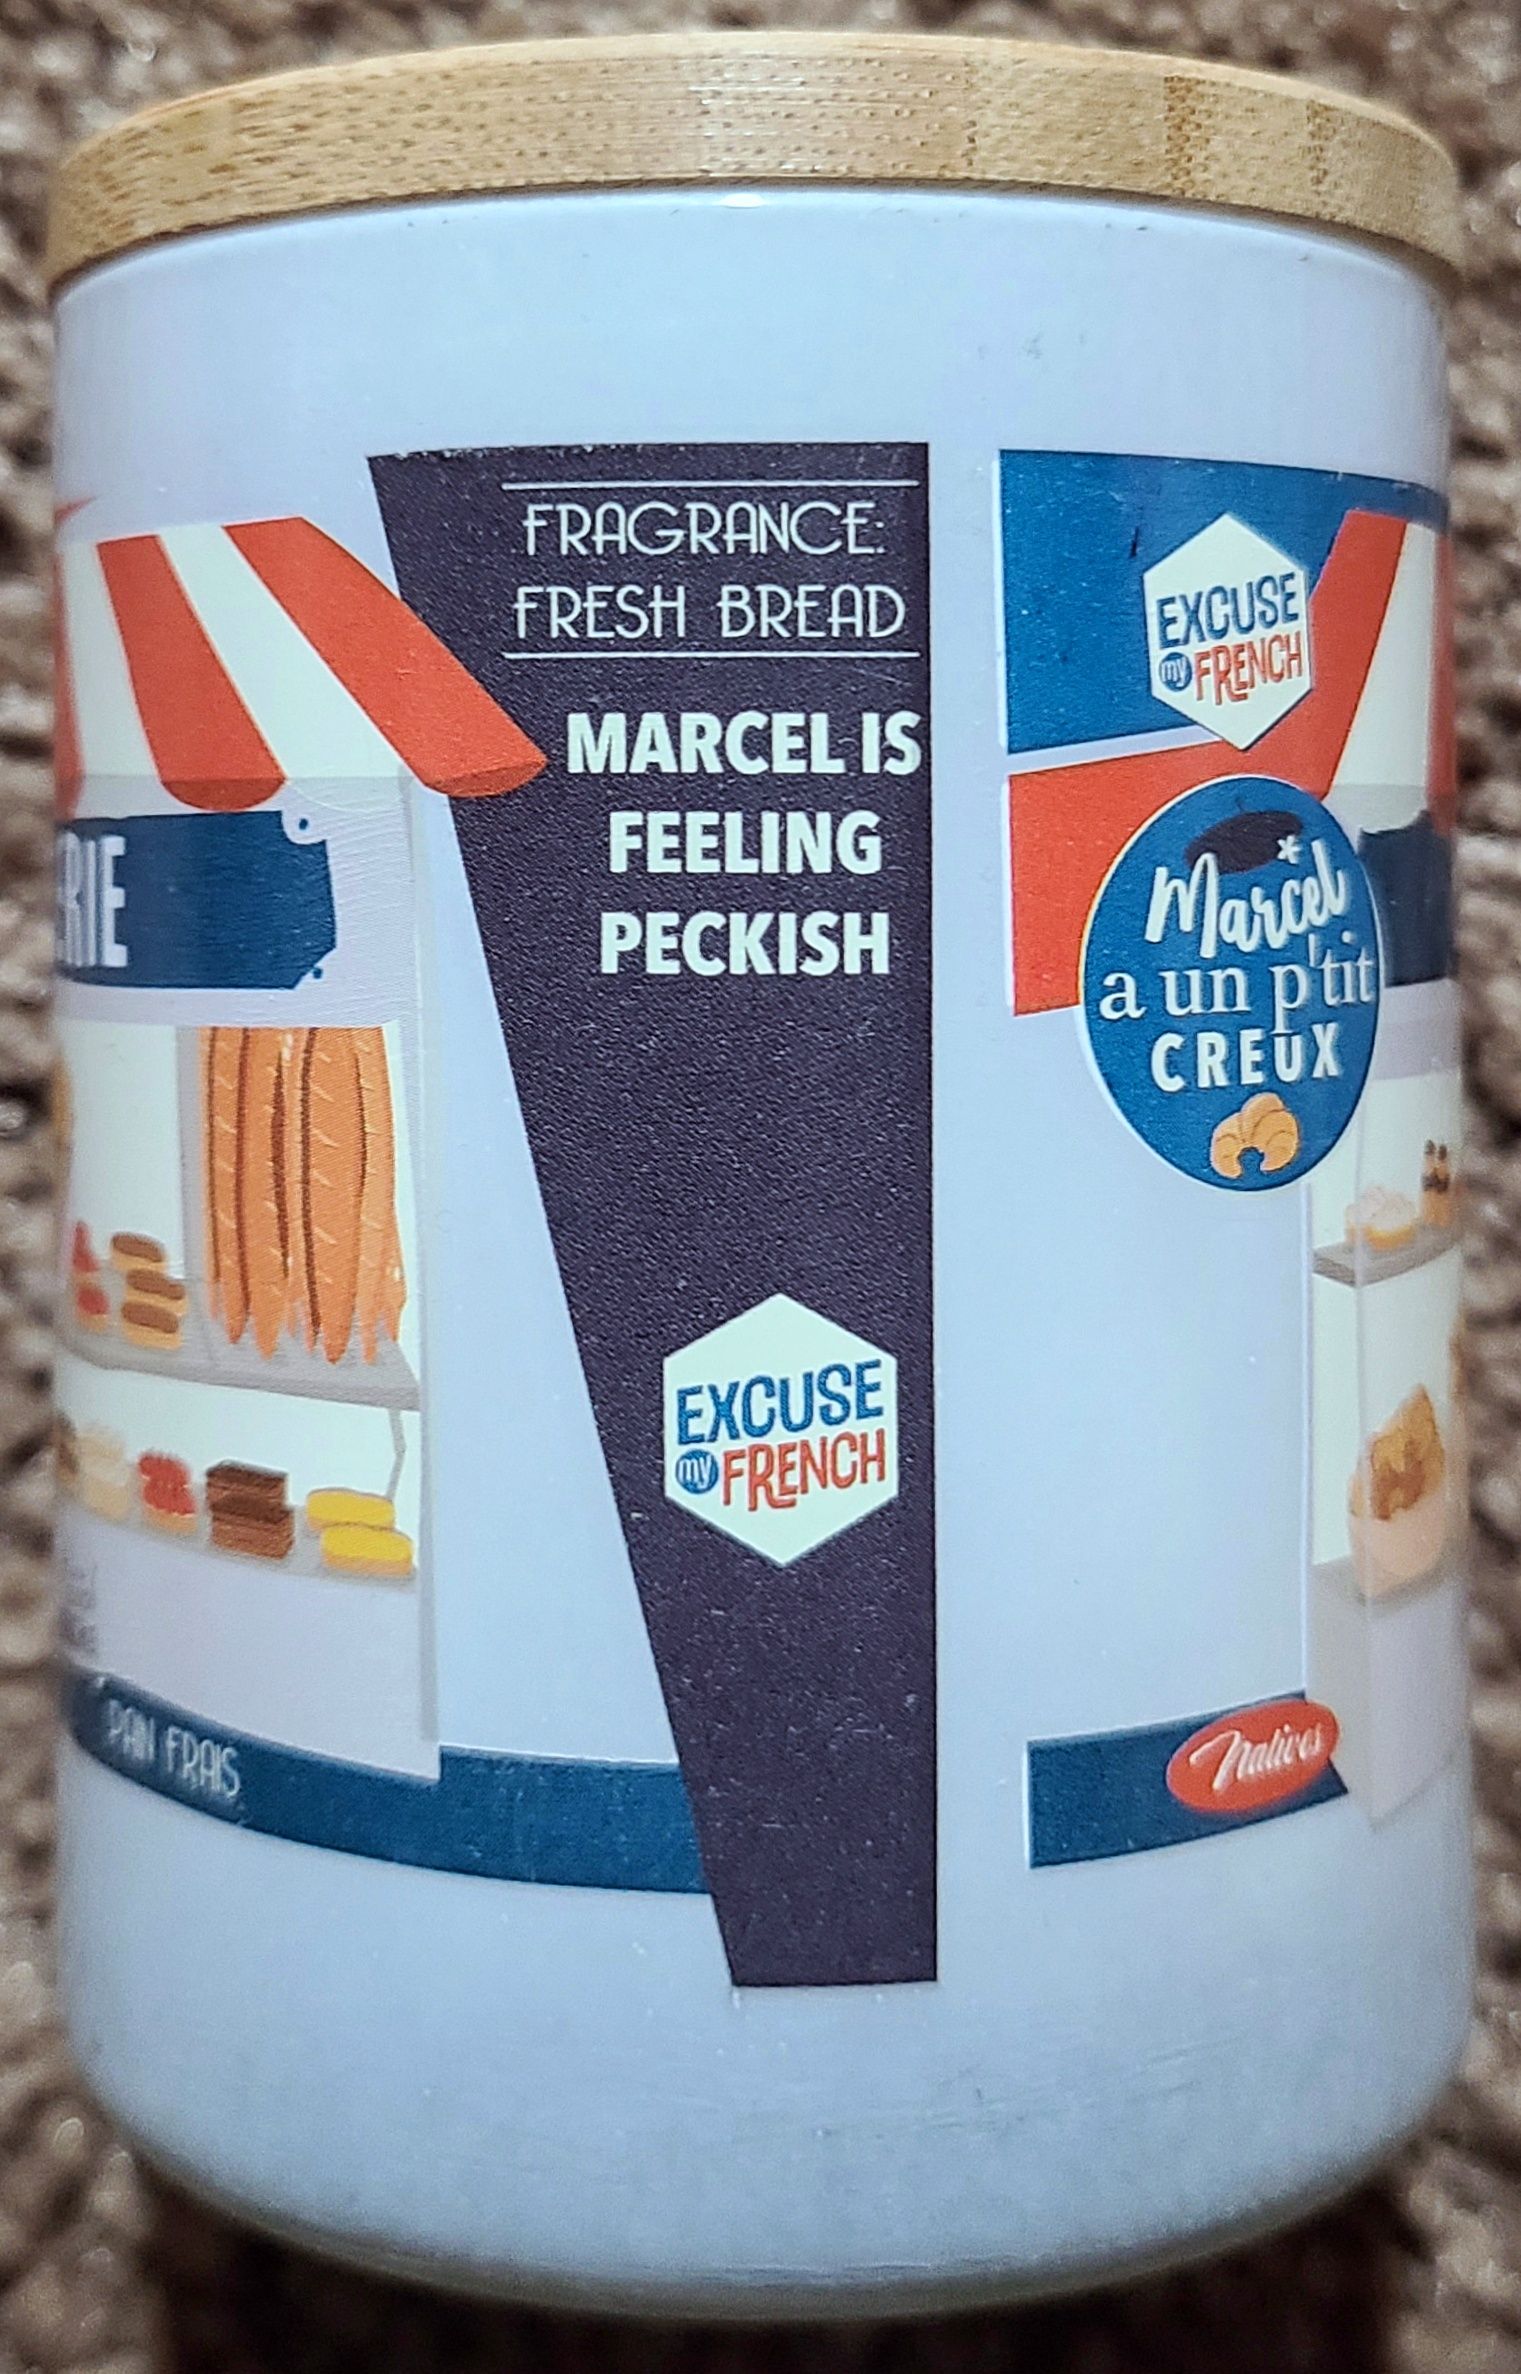 FRAGRANCE:
FRESH BREAD
MARCEL IS
FEELING
PECKISH
EXCUSE
my FRENCH
PAIN FRAIS
EXCUSE
my FRENCH
Marcel*
a un p'tit
CREUX
Natives